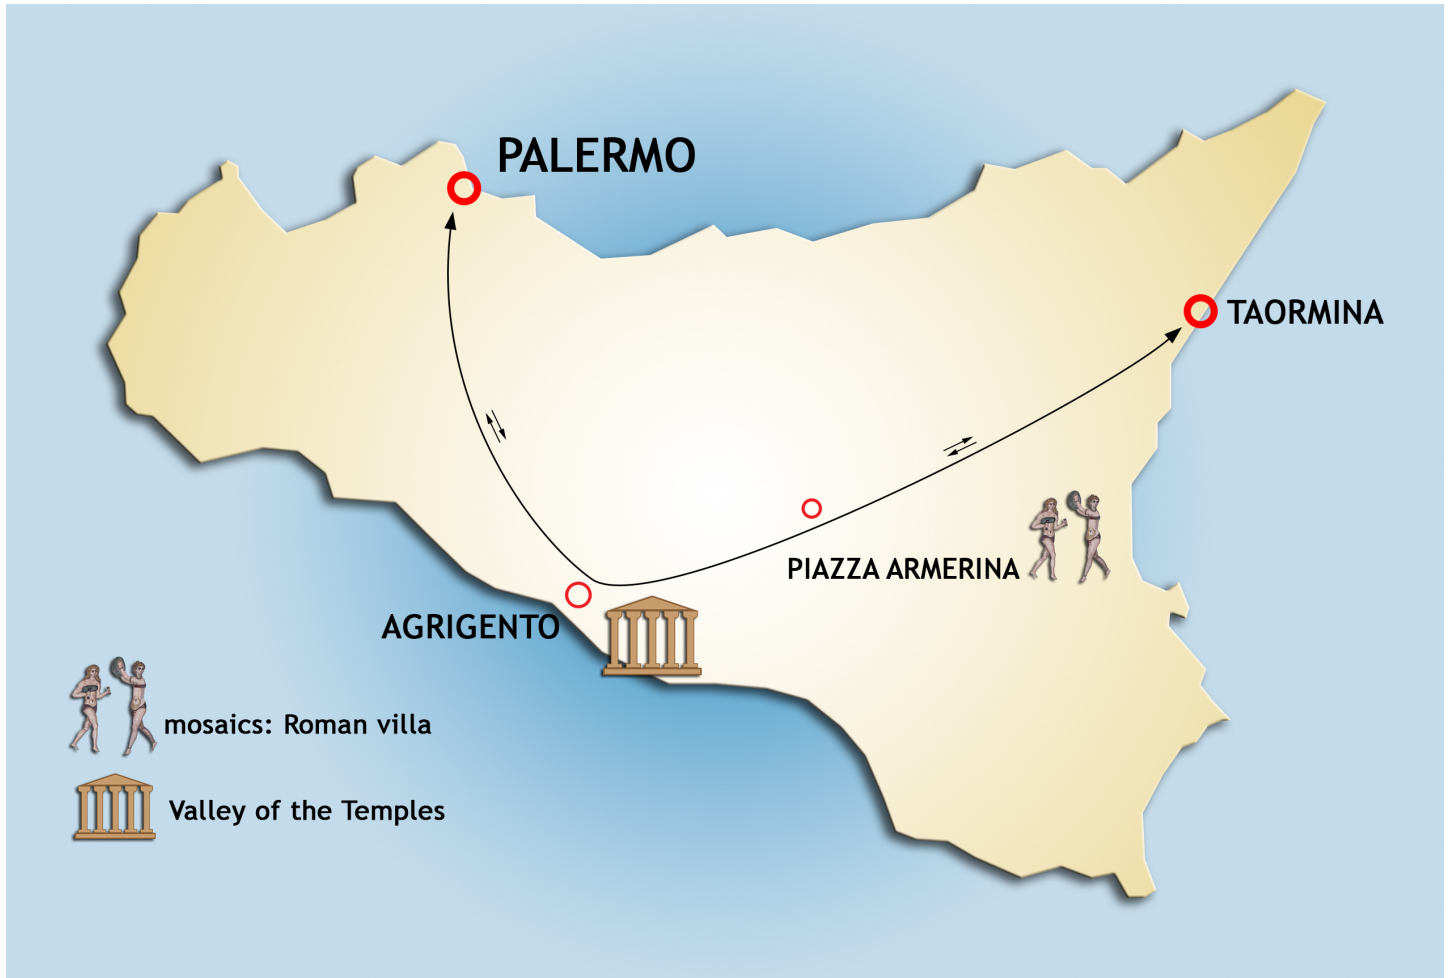 PALERMO
TAORMINA
PIAZZA ARMERINA
AGRIGENTO
mosaics: Roman villa
Valley of the Temples